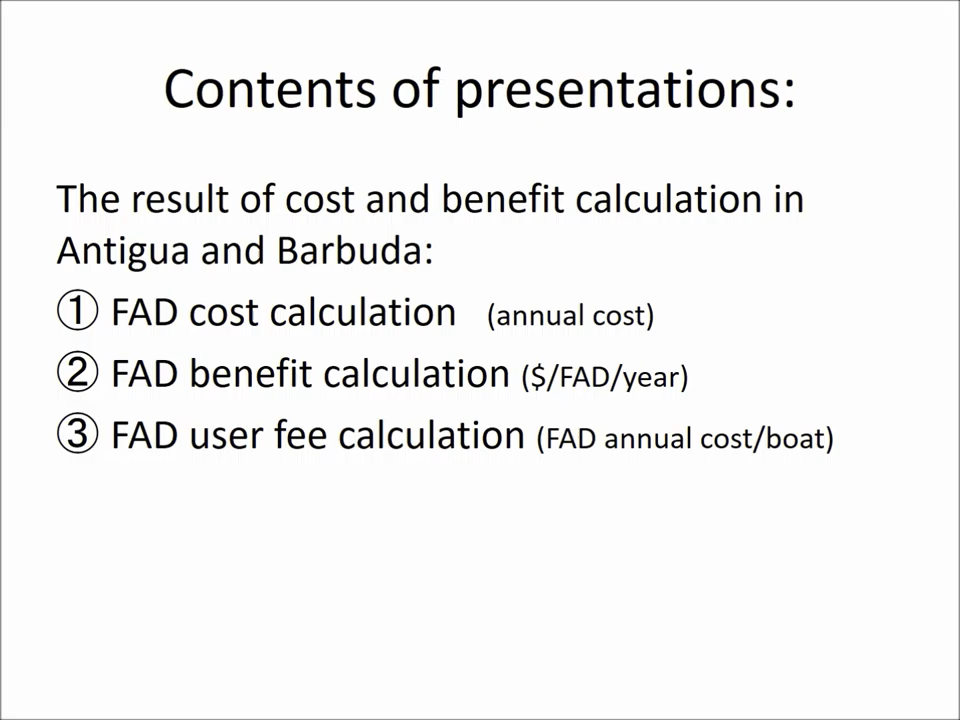 Contents of presentations:
The result of cost and benefit calculation in
Antigua and Barbuda:
① FAD cost calculation (annual cost)
② FAD benefit calculation ($/FAD/year)
③ FAD user fee calculation (FAD annual cost/boat)